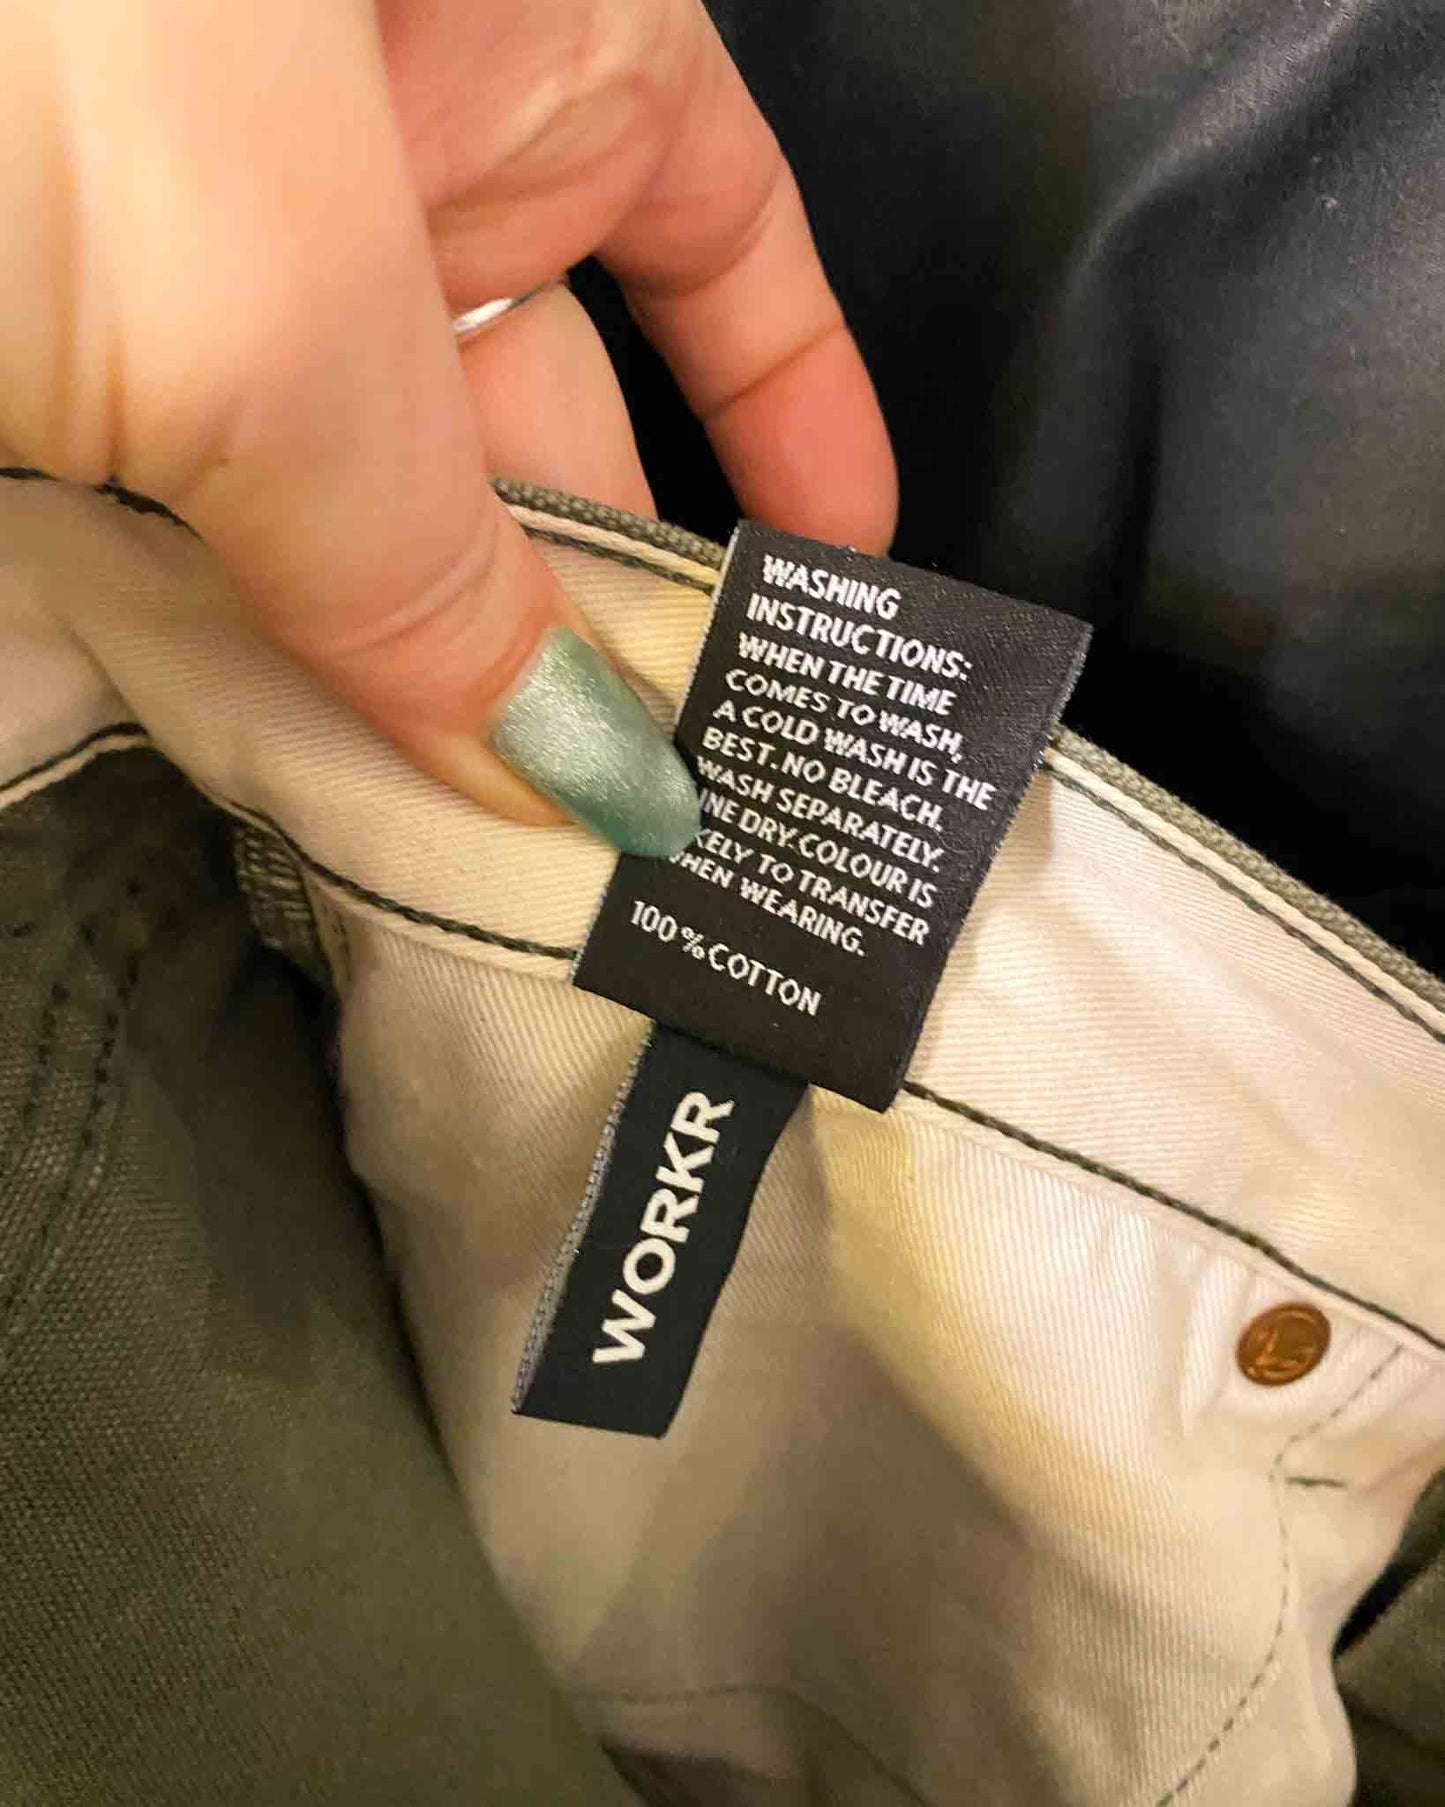 WASHING
INSTRUCTIONS:
WHEN THE TIME
COMES TO WASH,
A COLD WASH IS THE
BEST. NO BLEACH.
WASH SEPARATELY.
DRY. COLOUR IS
TO TRANSFER
WHEN WEARING.
100% COTTON
WORKR